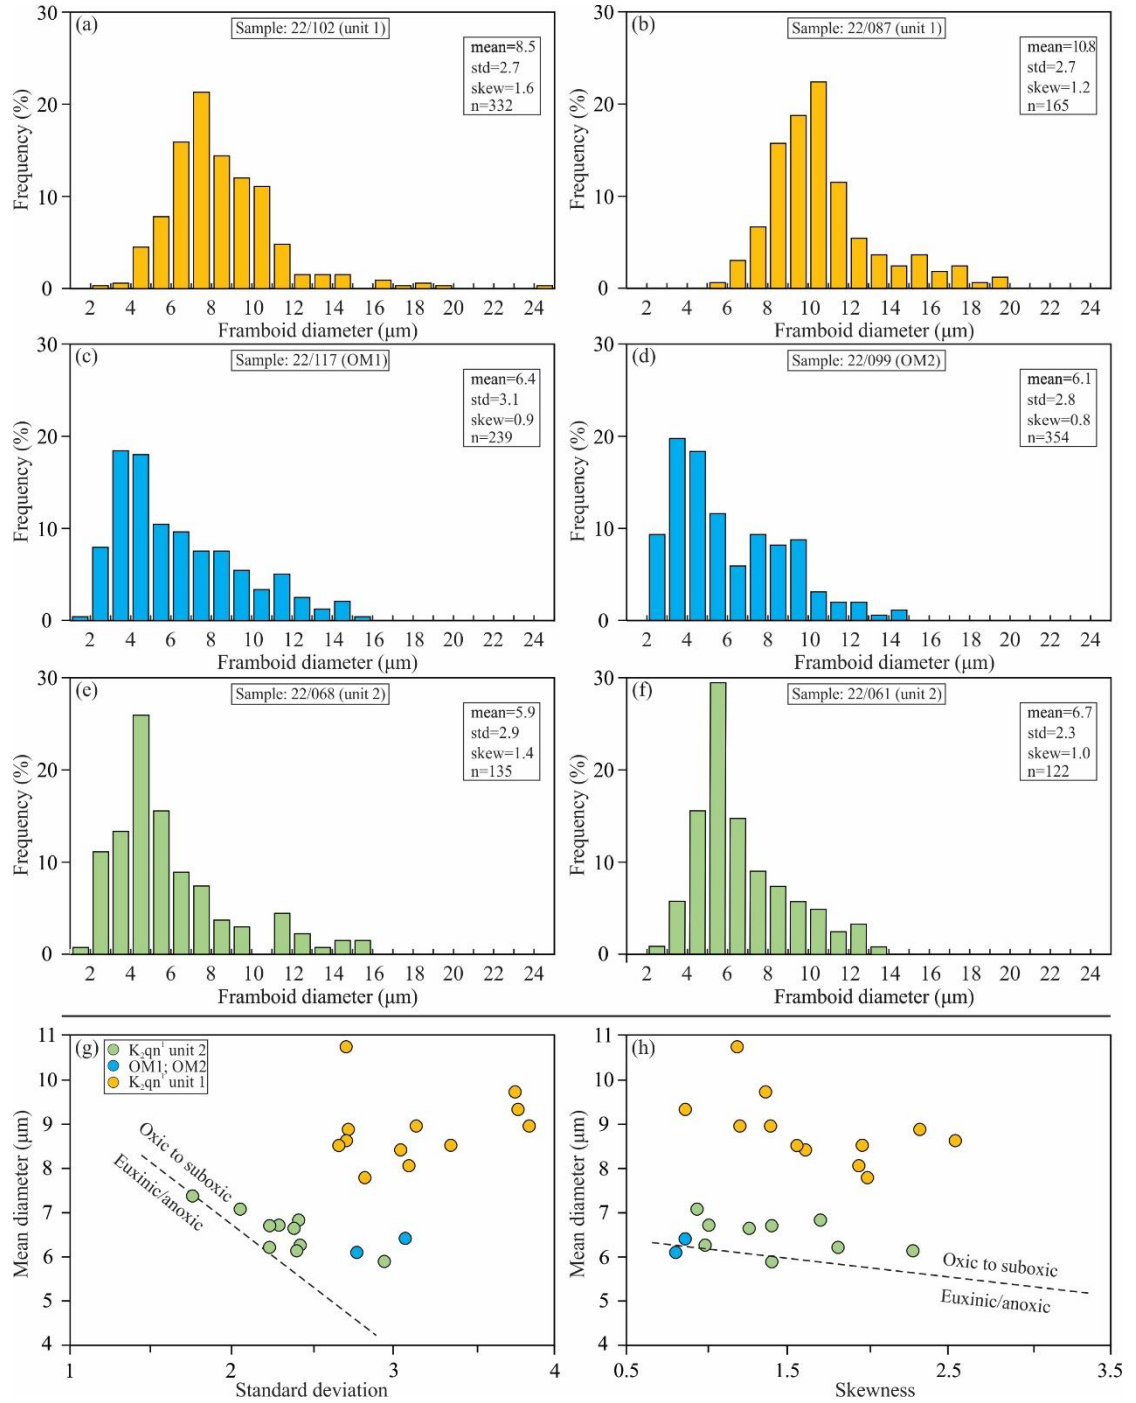 (a)
Sample: 22/102 (unit 1)
mean=8.5
std=2.7
skew=1.6
n=332
Frequency (%)
30
20
10
0
2 4 6 8 10 12 14 16 18 20 22 24
Framboid diameter (μm)
(b)
Sample: 22/087 (unit 1)
mean=10.8
std=2.7
skew=1.2
n=165
Frequency (%)
30
20
10
0
2 4 6 8 10 12 14 16 18 20 22 24
Framboid diameter (μm)
(c)
Sample: 22/117 (OM1)
mean=6.4
std=3.1
skew=0.9
n=239
Frequency (%)
30
20
10
0
2 4 6 8 10 12 14 16 18 20 22 24
Framboid diameter (μm)
(d)
Sample: 22/099 (OM2)
mean=6.1
std=2.8
skew=0.8
n=354
Frequency (%)
30
20
10
0
2 4 6 8 10 12 14 16 18 20 22 24
Framboid diameter (μm)
(e)
Sample: 22/068 (unit 2)
mean=5.9
std=2.9
skew=1.4
n=135
Frequency (%)
30
20
10
0
2 4 6 8 10 12 14 16 18 20 22 24
Framboid diameter (μm)
(f)
Sample: 22/061 (unit 2)
mean=6.7
std=2.3
skew=1.0
n=122
Frequency (%)
30
20
10
0
2 4 6 8 10 12 14 16 18 20 22 24
Framboid diameter (μm)
(g)
K₂qn¹ unit 2
OM1; OM2
K₂qn¹ unit 1
Oxic to suboxic
Euxinic/anoxic
Mean diameter (μm)
11
10
9
8
7
6
5
4
1 2 3 4
Standard deviation
(h)
Oxic to suboxic
Euxinic/anoxic
Mean diameter (μm)
11
10
9
8
7
6
5
4
0.5 1.5 2.5 3.5
Skewness